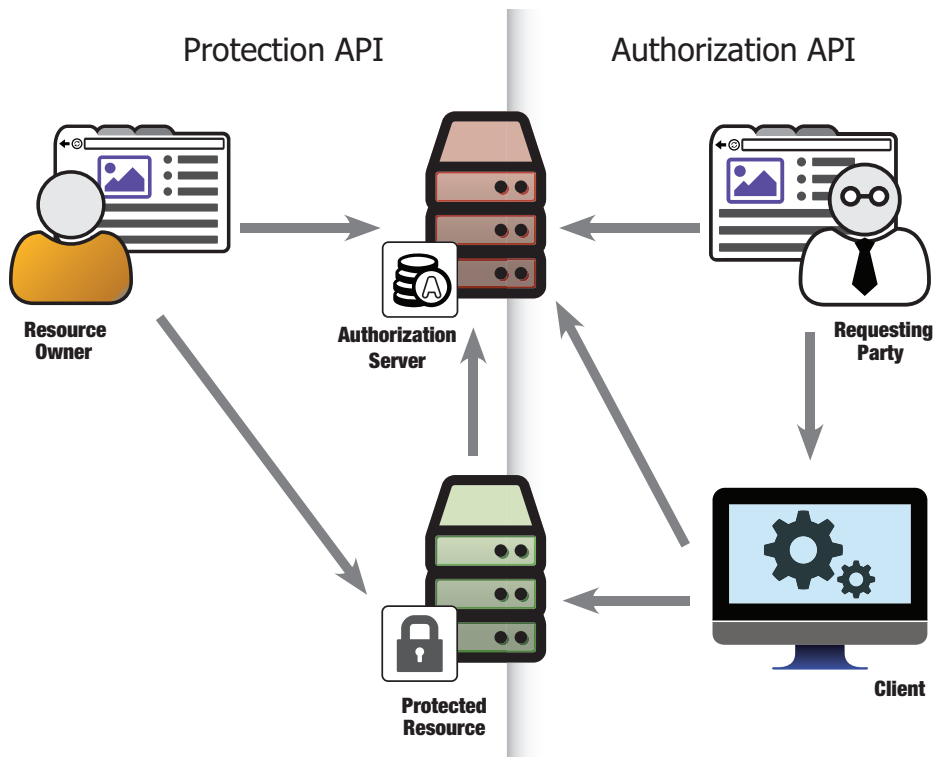 Protection API
Authorization API
Resource
Owner
A
Authorization
Server
Requesting
Party
Protected
Resource
Client